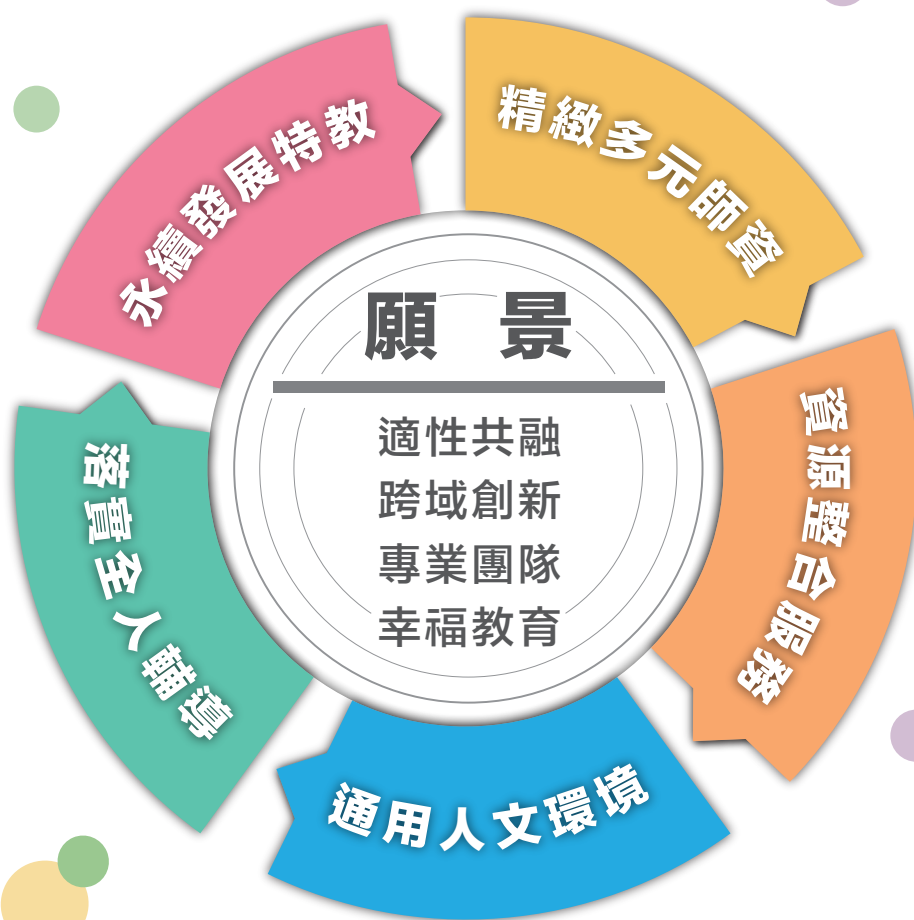 願 景
適性共融
跨域創新
專業團隊
幸福教育
精緻多元師資
資源整合服務
通用人文環境
落實全人輔導
永續發展特教